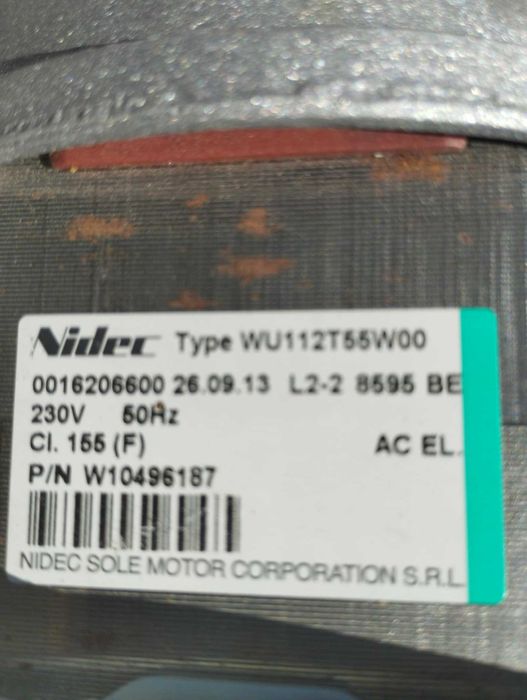 Nidec Type WU112T55W00
0016206600 26.09.13 L2-2 8595 BE
230V 50Hz
Cl. 155 (F) AC EL.
P/N W10496187
NIDEC SOLE MOTOR CORPORATION S.R.L.